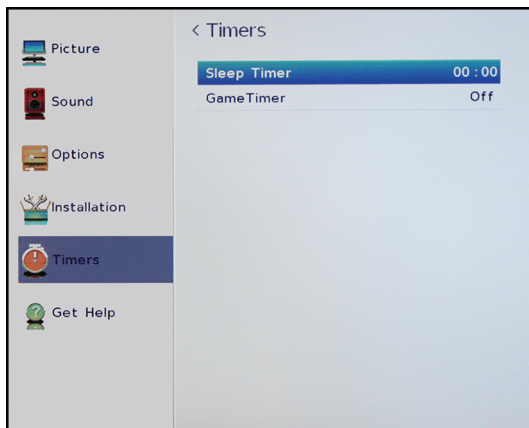 Picture
Sound
Options
Installation
Timers
Get Help
< Timers
Sleep Timer 00 : 00
GameTimer Off